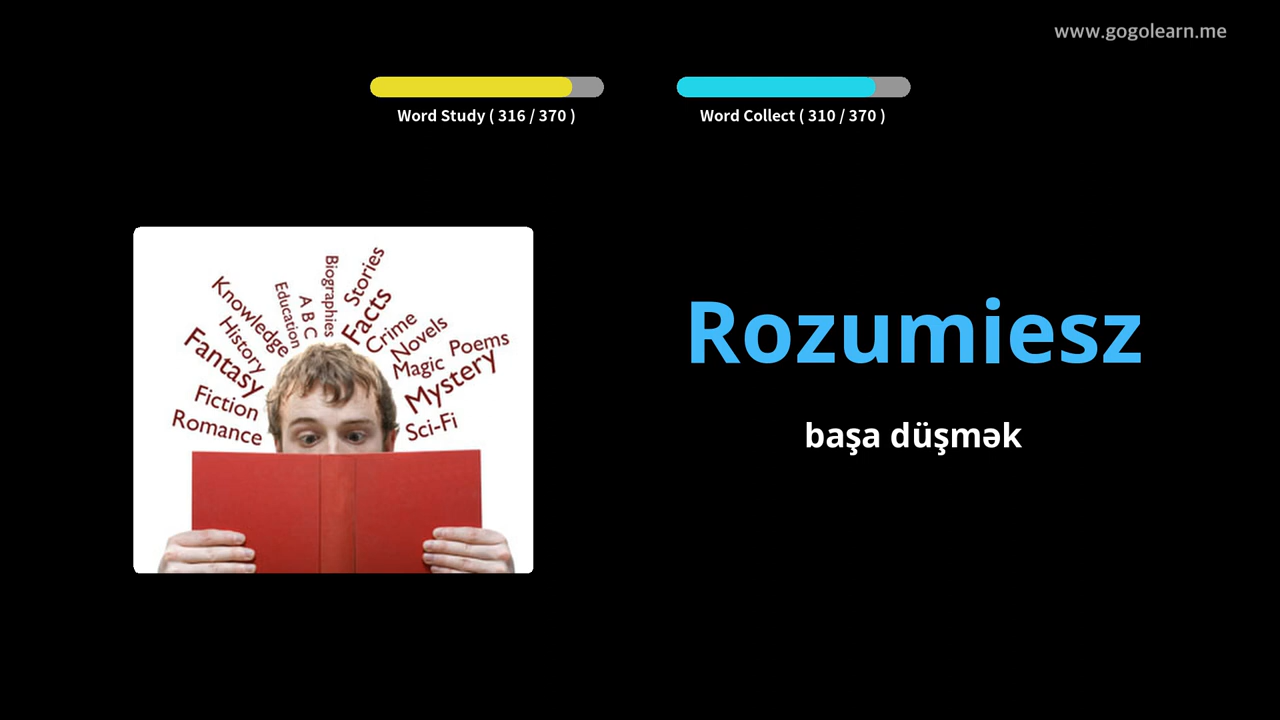 www.gogolearn.me
Word Study ( 316 / 370 )
Word Collect ( 310 / 370 )
Biographies
Stories
Knowledge
Education
A B C
Facts
Crime
History
Novels
Fantasy
Magic
Poems
Mystery
Fiction
Romance
Sci-Fi
Rozumiesz
başa düşmək